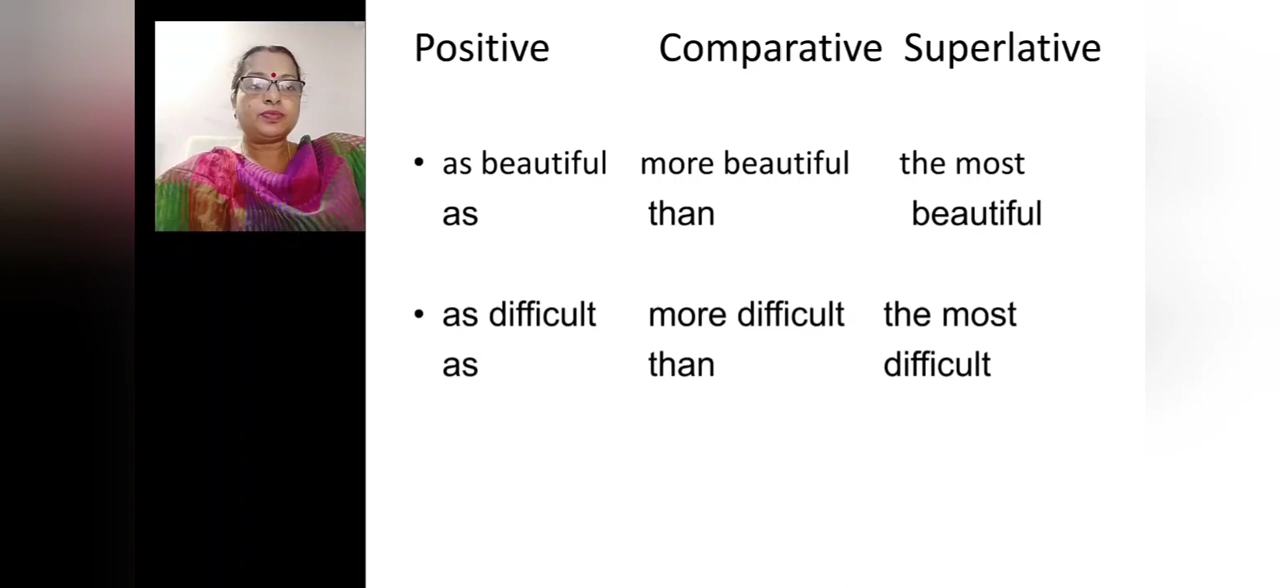 Positive Comparative Superlative
• as beautiful more beautiful the most
as than beautiful
• as difficult more difficult the most
as than difficult